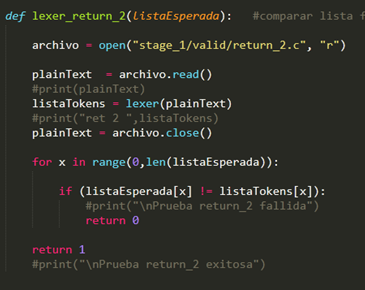 def lexer_return_2(listaEsperada):   #comparar lista f
archivo = open("stage_1/valid/return_2.c", "r")
plainText  = archivo.read()
#print(plainText)
listaTokens = lexer(plainText)
#print("ret 2 ",listaTokens)
plainText = archivo.close()
for x in range(0,len(listaEsperada)):
if (listaEsperada[x] != listaTokens[x]):
#print("\nPrueba return_2 fallida")
return 0
return 1
#print("\nPrueba return_2 exitosa")